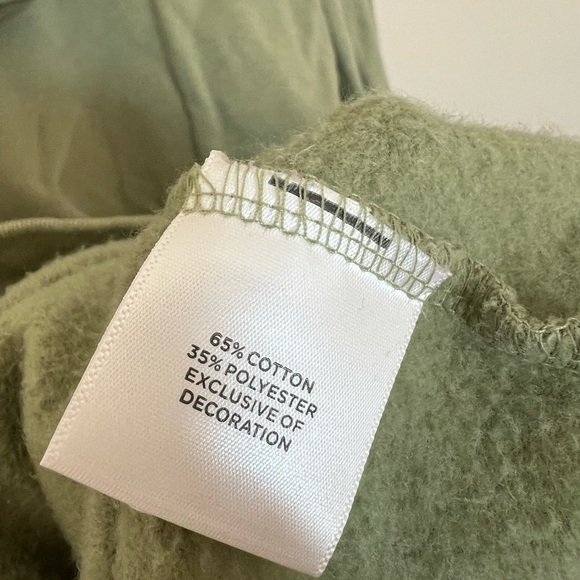 65% COTTON
35% POLYESTER
EXCLUSIVE OF
DECORATION